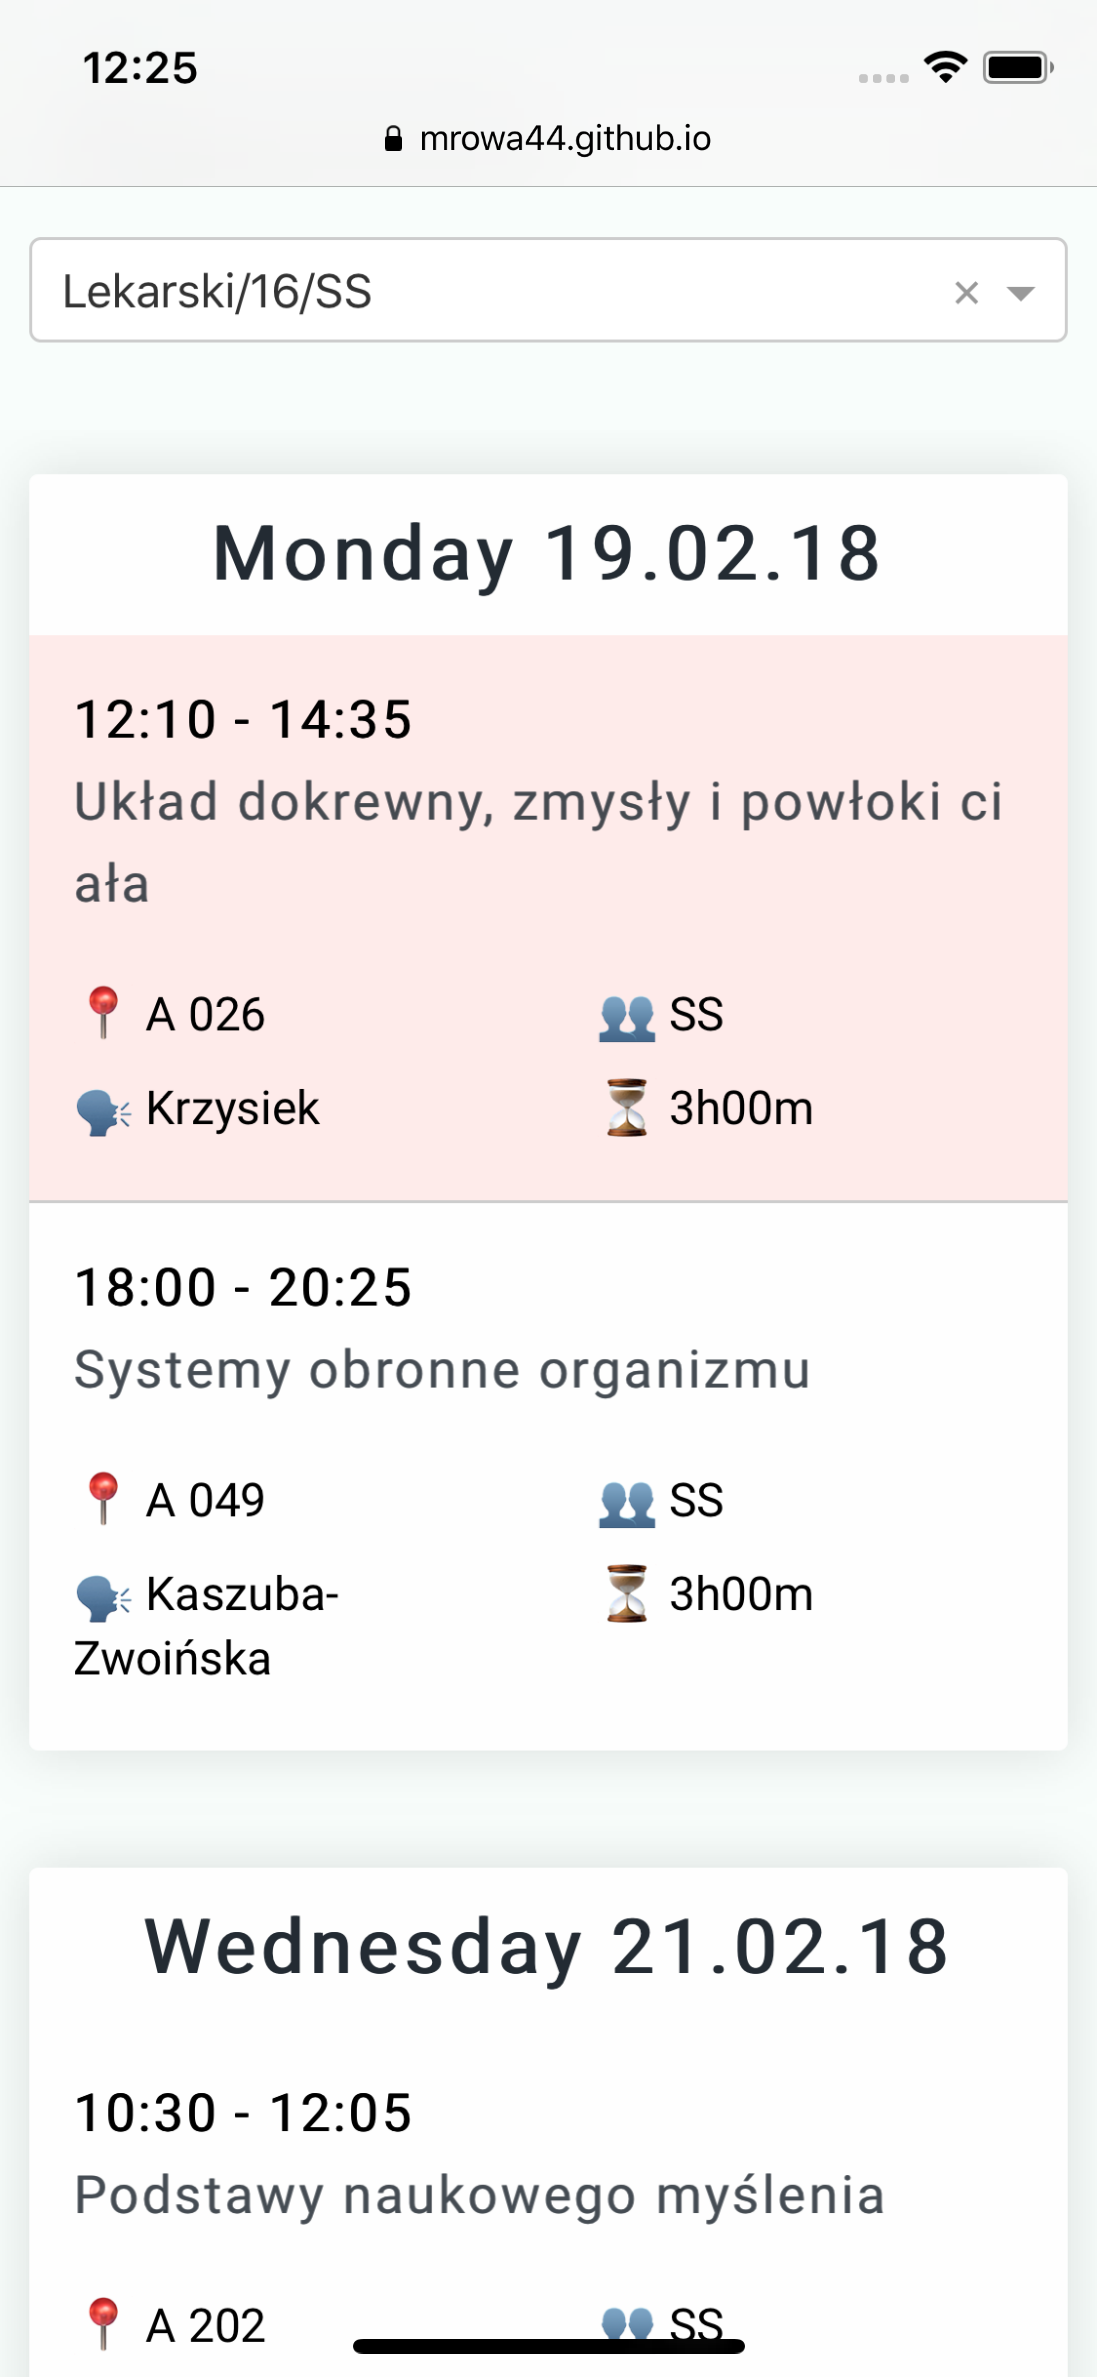 12:25
mrowa44.github.io
Lekarski/16/SS
Monday 19.02.18
12:10 - 14:35
Układ dokrewny, zmysły i powłoki ci
ała
A 026
SS
Krzysiek
3h00m
18:00 - 20:25
Systemy obronne organizmu
A 049
SS
Kaszuba-
Zwoińska
3h00m
Wednesday 21.02.18
10:30 - 12:05
Podstawy naukowego myślenia
A 202
SS